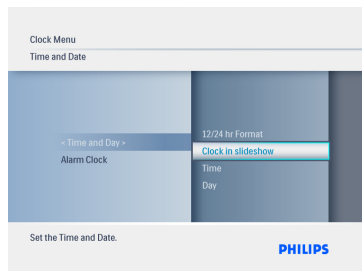 Clock Menu
Time and Date
< Time and Day >
Alarm Clock
12/24 hr Format
Clock in slideshow
Time
Day
Set the Time and Date.
PHILIPS